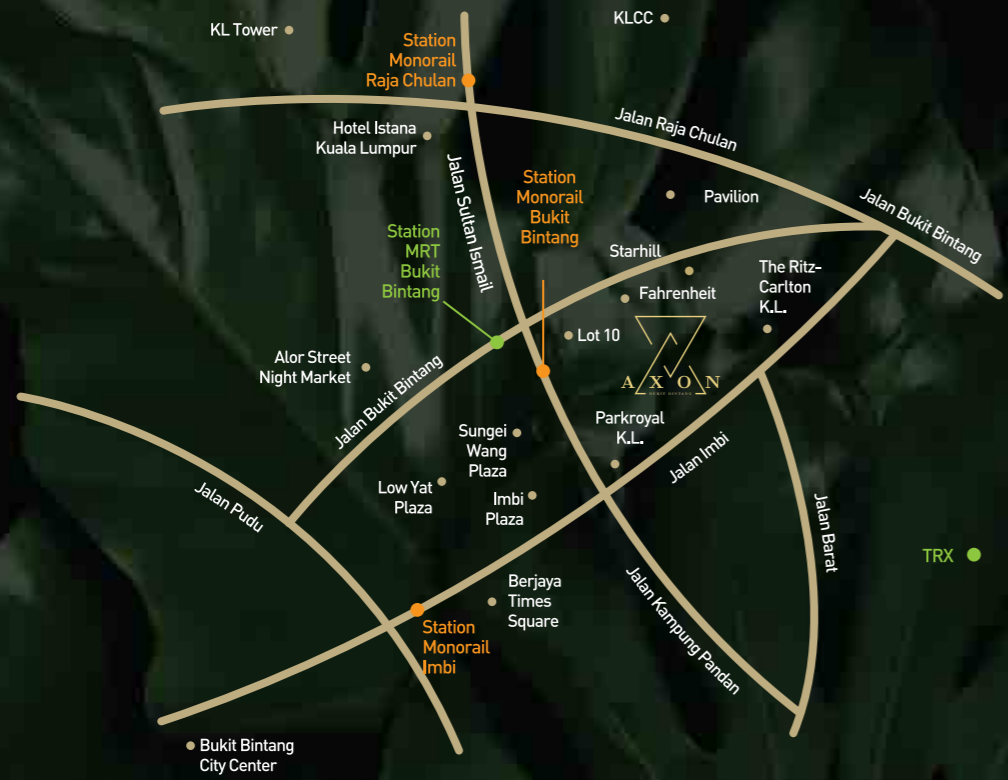 KL Tower
KLCC
Station
Monorail
Raja Chulan
Jalan Raja Chulan
Hotel Istana
Kuala Lumpur
Jalan Sultan Ismail
Station
Monorail
Bukit
Bintang
Pavilion
Jalan Bukit Bintang
Station
MRT
Bukit
Bintang
Starhill
The Ritz-
Carlton
K.L.
Fahrenheit
Lot 10
AXON
BUKIT BINTANG
Alor Street
Night Market
Jalan Bukit Bintang
Parkroyal
K.L.
Sungei
Wang
Plaza
Jalan Imbi
Low Yat
Plaza
Imbi
Plaza
Jalan Pudu
Jalan Barat
TRX
Berjaya
Times
Square
Jalan Kampung Pandan
Station
Monorail
Imbi
Bukit Bintang
City Center